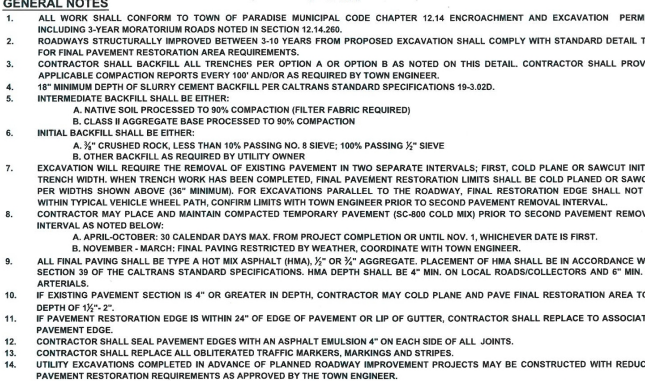 GENERAL NOTES
1. ALL WORK SHALL CONFORM TO TOWN OF PARADISE MUNICIPAL CODE CHAPTER 12.14 ENCROACHMENT AND EXCAVATION PERM
INCLUDING 3-YEAR MORATORIUM ROADS NOTED IN SECTION 12.14.260.
2. ROADWAYS STRUCTURALLY IMPROVED BETWEEN 3-10 YEARS FROM PROPOSED EXCAVATION SHALL COMPLY WITH STANDARD DETAIL T
FOR FINAL PAVEMENT RESTORATION AREA REQUIREMENTS.
3. CONTRACTOR SHALL BACKFILL ALL TRENCHES PER OPTION A OR OPTION B AS NOTED ON THIS DETAIL. CONTRACTOR SHALL PROV
APPLICABLE COMPACTION REPORTS EVERY 100' AND/OR AS REQUIRED BY TOWN ENGINEER.
4. 18" MINIMUM DEPTH OF SLURRY CEMENT BACKFILL PER CALTRANS STANDARD SPECIFICATIONS 19-3.02D.
5. INTERMEDIATE BACKFILL SHALL BE EITHER:
A. NATIVE SOIL PROCESSED TO 90% COMPACTION (FILTER FABRIC REQUIRED)
B. CLASS II AGGREGATE BASE PROCESSED TO 90% COMPACTION
6. INITIAL BACKFILL SHALL BE EITHER:
A. ⅜" CRUSHED ROCK, LESS THAN 10% PASSING NO. 8 SIEVE; 100% PASSING ½" SIEVE
B. OTHER BACKFILL AS REQUIRED BY UTILITY OWNER
7. EXCAVATION WILL REQUIRE THE REMOVAL OF EXISTING PAVEMENT IN TWO SEPARATE INTERVALS; FIRST, COLD PLANE OR SAWCUT INIT
TRENCH WIDTH. WHEN TRENCH WORK HAS BEEN COMPLETED, FINAL PAVEMENT RESTORATION LIMITS SHALL BE COLD PLANED OR SAWC
PER WIDTHS SHOWN ABOVE (36" MINIMUM). FOR EXCAVATIONS PARALLEL TO THE ROADWAY, FINAL RESTORATION EDGE SHALL NOT
WITHIN TYPICAL VEHICLE WHEEL PATH, CONFIRM LIMITS WITH TOWN ENGINEER PRIOR TO SECOND PAVEMENT REMOVAL INTERVAL.
8. CONTRACTOR MAY PLACE AND MAINTAIN COMPACTED TEMPORARY PAVEMENT (SC-800 COLD MIX) PRIOR TO SECOND PAVEMENT REMOV
INTERVAL AS NOTED BELOW:
A. APRIL-OCTOBER: 30 CALENDAR DAYS MAX. FROM PROJECT COMPLETION OR UNTIL NOV. 1, WHICHEVER DATE IS FIRST.
B. NOVEMBER - MARCH: FINAL PAVING RESTRICTED BY WEATHER, COORDINATE WITH TOWN ENGINEER.
9. ALL FINAL PAVING SHALL BE TYPE A HOT MIX ASPHALT (HMA), ½" OR ¾" AGGREGATE. PLACEMENT OF HMA SHALL BE IN ACCORDANCE W
SECTION 39 OF THE CALTRANS STANDARD SPECIFICATIONS. HMA DEPTH SHALL BE 4" MIN. ON LOCAL ROADS/COLLECTORS AND 6" MIN.
ARTERIALS.
10. IF EXISTING PAVEMENT SECTION IS 4" OR GREATER IN DEPTH, CONTRACTOR MAY COLD PLANE AND PAVE FINAL RESTORATION AREA TO
DEPTH OF 1½"- 2".
11. IF PAVEMENT RESTORATION EDGE IS WITHIN 24" OF EDGE OF PAVEMENT OR LIP OF GUTTER, CONTRACTOR SHALL REPLACE TO ASSOCIAT
PAVEMENT EDGE.
12. CONTRACTOR SHALL SEAL PAVEMENT EDGES WITH AN ASPHALT EMULSION 4" ON EACH SIDE OF ALL JOINTS.
13. CONTRACTOR SHALL REPLACE ALL OBLITERATED TRAFFIC MARKERS, MARKINGS AND STRIPES.
14. UTILITY EXCAVATIONS COMPLETED IN ADVANCE OF PLANNED ROADWAY IMPROVEMENT PROJECTS MAY BE CONSTRUCTED WITH REDUC
PAVEMENT RESTORATION REQUIREMENTS AS APPROVED BY THE TOWN ENGINEER.